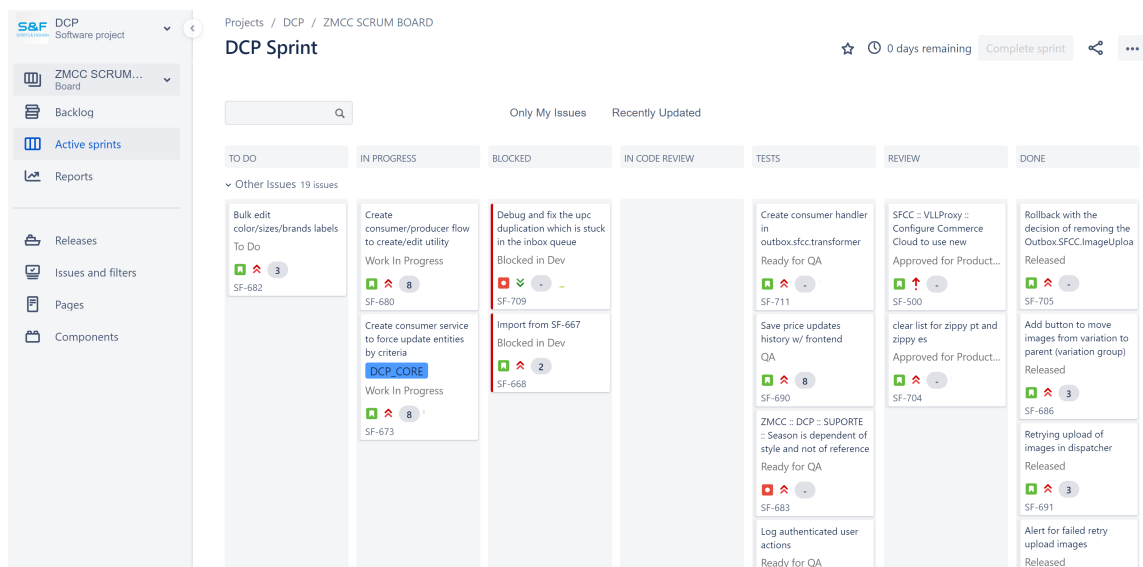 S&F
DCP
Software project
ZMCC SCRUM...
Board
Backlog
Active sprints
Reports
Releases
Issues and filters
Pages
Components
Projects / DCP / ZMCC SCRUM BOARD
DCP Sprint
0 days remaining
Complete sprint
Only My Issues
Recently Updated
TO DO
IN PROGRESS
BLOCKED
IN CODE REVIEW
TESTS
REVIEW
DONE
Other Issues 19 issues
Bulk edit
color/sizes/brands labels
To Do
3
SF-682
Create
consumer/producer flow
to create/edit utility
Work In Progress
8
SF-680
Create consumer service
to force update entities
by criteria
DCP_CORE
Work In Progress
8
SF-673
Debug and fix the upc
duplication which is stuck
in the inbox queue
Blocked in Dev
-
SF-709
Import from SF-667
Blocked in Dev
2
SF-668
Create consumer handler
in
outbox.sfcc.transformer
Ready for QA
-
SF-711
Save price updates
history w/ frontend
QA
8
SF-690
ZMCC :: DCP :: SUPORTE
:: Season is dependent of
style and not of reference
Ready for QA
-
SF-683
Log authenticated user
actions
Ready for QA
SFCC :: VLLProxy ::
Configure Commerce
Cloud to use new
Approved for Product...
-
SF-500
clear list for zippy pt and
zippy es
Approved for Product...
-
SF-704
Rollback with the
decision of removing the
Outbox.SFCC.ImageUploa
Released
-
SF-705
Add button to move
images from variation to
parent (variation group)
Released
3
SF-686
Retrying upload of
images in dispatcher
Released
3
SF-691
Alert for failed retry
upload images
Released